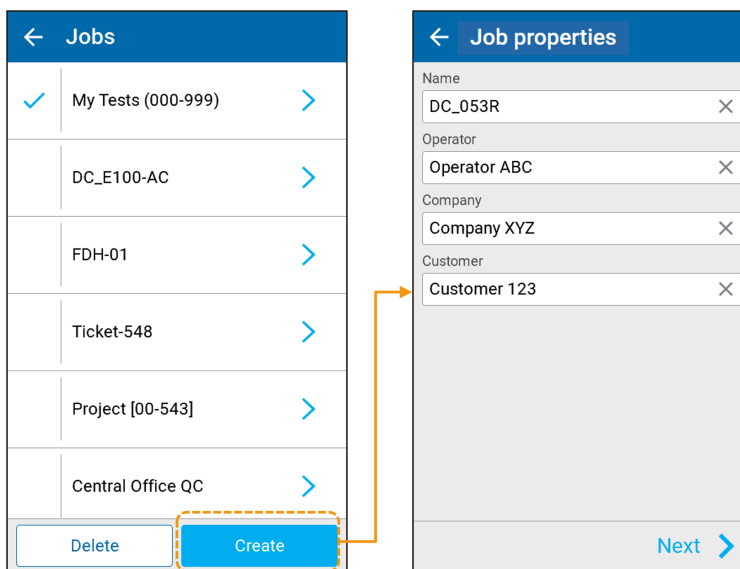 Jobs
My Tests (000-999)
DC_E100-AC
FDH-01
Ticket-548
Project [00-543]
Central Office QC
Delete
Create
Job properties
Name
DC_053R
Operator
Operator ABC
Company
Company XYZ
Customer
Customer 123
Next